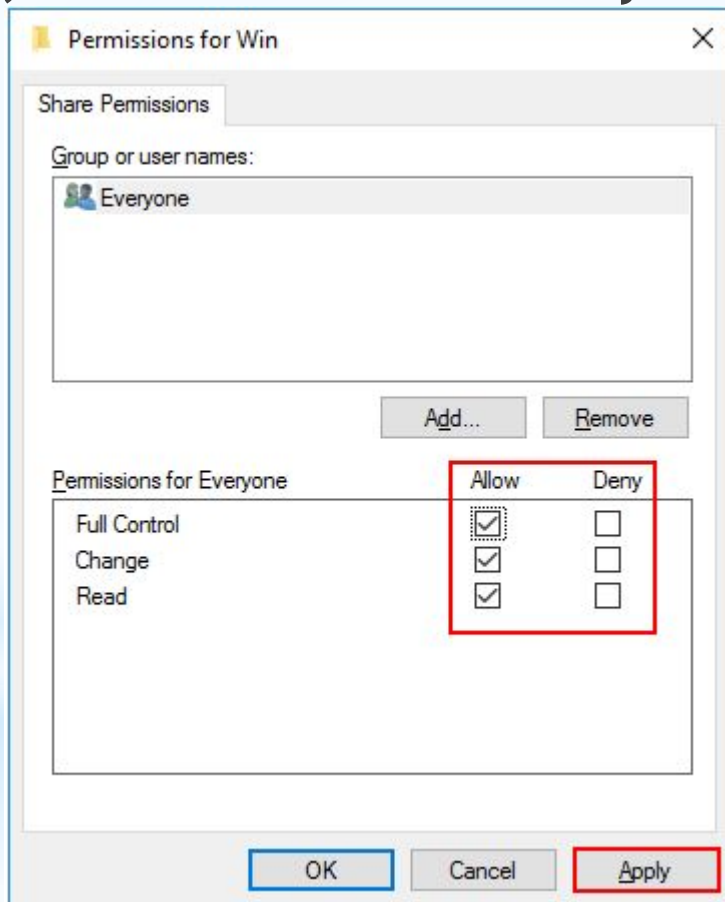 Permissions for Win
Share Permissions
Group or user names:
Everyone
Add... Remove
Permissions for Everyone Allow Deny
Full Control
Change
Read
OK Cancel Apply